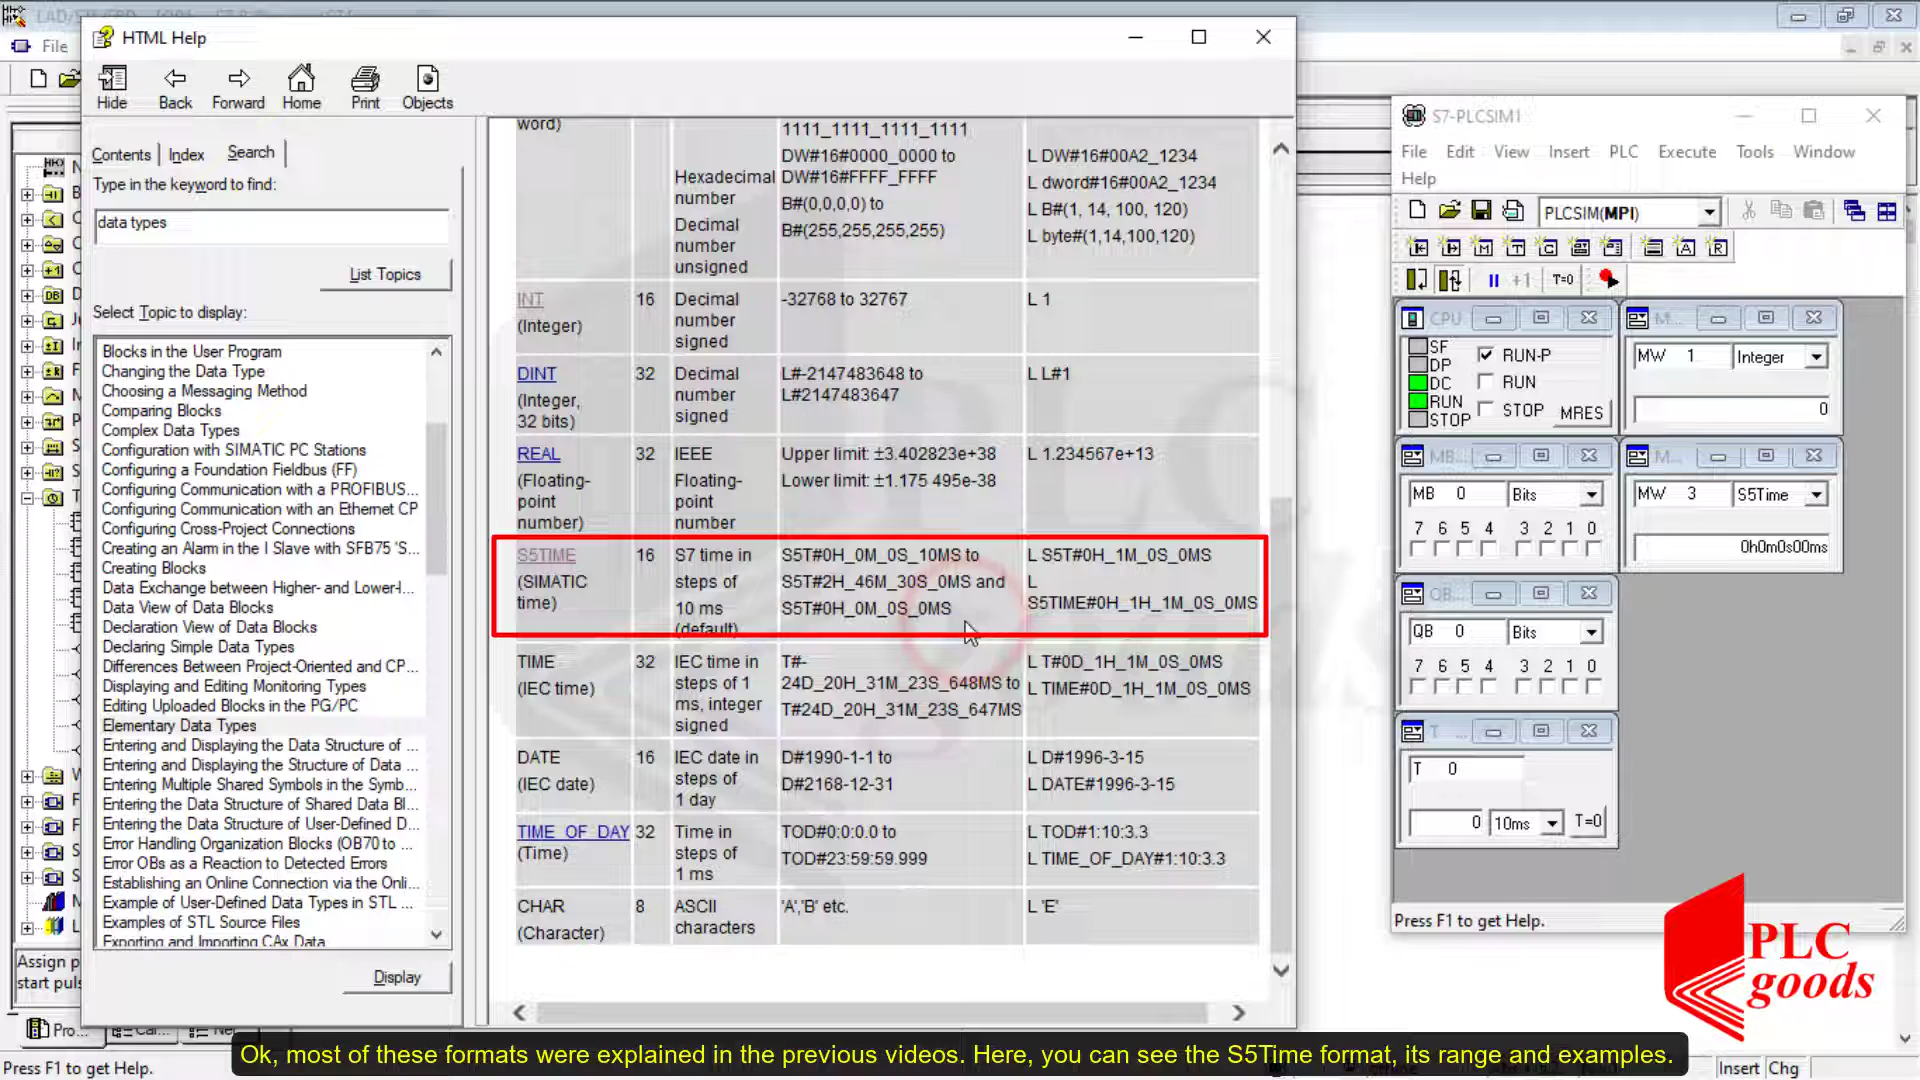 HTML Help
File
Hide Back Forward Home Print Objects
Contents Index Search
Type in the keyword to find:
data types
List Topics
Select Topic to display:
Blocks in the User Program
Changing the Data Type
Choosing a Messaging Method
Comparing Blocks
Complex Data Types
Configuration with SIMATIC PC Stations
Configuring a Foundation Fieldbus (FF)
Configuring Communication with a PROFIBUS...
Configuring Communication with an Ethernet CP
Configuring Cross-Project Connections
Creating an Alarm in the I Slave with SFB75 'S...
Creating Blocks
Data Exchange between Higher- and Lower-l...
Data View of Data Blocks
Declaration View of Data Blocks
Declaring Simple Data Types
Differences Between Project-Oriented and CP...
Displaying and Editing Monitoring Types
Editing Uploaded Blocks in the PG/PC
Elementary Data Types
Entering and Displaying the Data Structure of ...
Entering and Displaying the Structure of Data ...
Entering Multiple Shared Symbols in the Symb...
Entering the Data Structure of Shared Data Bl...
Entering the Data Structure of User-Defined D...
Error Handling Organization Blocks (OB70 to ...
Error OBs as a Reaction to Detected Errors
Establishing an Online Connection via the Onli...
Example of User-Defined Data Types in STL ...
Examples of STL Source Files
Exporting and Importing CAx Data
Display
word)
1111_1111_1111_1111
Hexadecimal number
DW#16#0000_0000 to
DW#16#FFFF_FFFF
L DW#16#00A2_1234
L dword#16#00A2_1234
Decimal number unsigned
B#(0,0,0,0) to
B#(255,255,255,255)
L B#(1, 14, 100, 120)
L byte#(1,14,100,120)
INT 16 Decimal -32768 to 32767 L 1
(Integer) number
signed
DINT 32 Decimal L#-2147483648 to L L#1
(Integer, number L#2147483647
32 bits) signed
REAL 32 IEEE Upper limit: ±3.402823e+38 L 1.234567e+13
(Floating- Floating- Lower limit: ±1.175 495e-38
point point
number) number
S5TIME 16 S7 time in S5T#0H_0M_0S_10MS to L S5T#0H_1M_0S_0MS
(SIMATIC steps of S5T#2H_46M_30S_0MS and L
time) 10 ms S5T#0H_0M_0S_0MS S5TIME#0H_1H_1M_0S_0MS
(default)
TIME 32 IEC time in T#- L T#0D_1H_1M_0S_0MS
(IEC time) steps of 1 24D_20H_31M_23S_648MS to L TIME#0D_1H_1M_0S_0MS
ms, integer T#24D_20H_31M_23S_647MS
signed
DATE 16 IEC date in D#1990-1-1 to L D#1996-3-15
(IEC date) steps of D#2168-12-31 L DATE#1996-3-15
1 day
TIME_OF_DAY 32 Time in TOD#0:0:0.0 to L TOD#1:10:3.3
(Time) steps of TOD#23:59:59.999 L TIME_OF_DAY#1:10:3.3
1 ms
CHAR 8 ASCII 'A','B' etc. L 'E'
(Character) characters
S7-PLCSIM1
File Edit View Insert PLC Execute Tools Window
Help
PLCSIM(MPI)
+1 T=0
CPU
SF
DP
DC
RUN
STOP
RUN-P
RUN
STOP MRES
M...
MW 1 Integer
0
MB...
MB 0 Bits
7 6 5 4 3 2 1 0
M...
MW 3 S5Time
0h0m0s00ms
QB...
QB 0 Bits
7 6 5 4 3 2 1 0
T ...
T 0
0 10ms T=0
Press F1 to get Help.
PLC
goods
Assign p
start puls
Pro... Ca...
Ok, most of these formats were explained in the previous videos. Here, you can see the S5Time format, its range and examples.
Press F1 to get Help.
Insert Chg